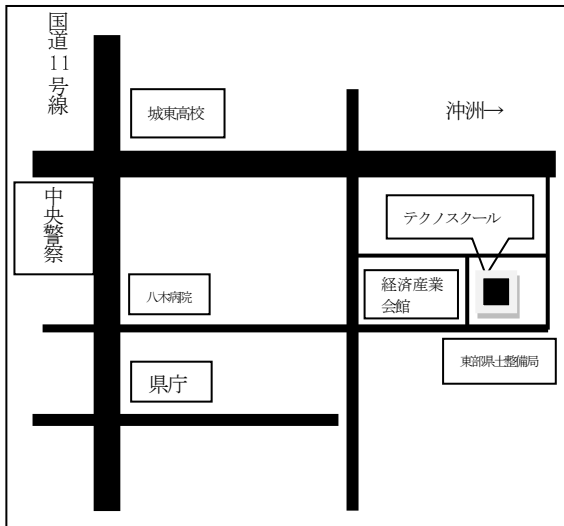 国道11号線
城東高校
沖洲→
中央警察
テクノスクール
八木病院
経済産業
会館
東部県土整備局
県庁